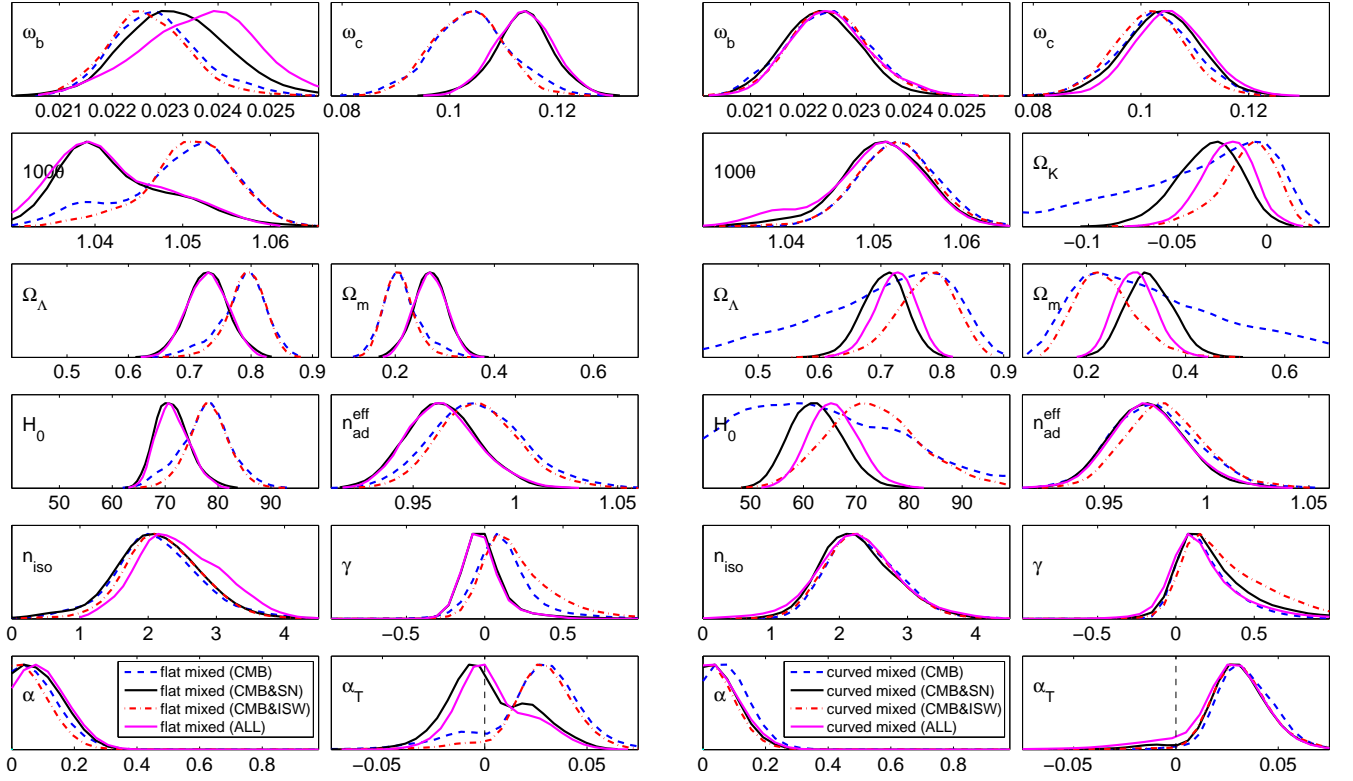 ω_b ω_c ω_b ω_c
0.021 0.022 0.023 0.024 0.025 0.08 0.1 0.12 0.021 0.022 0.023 0.024 0.025 0.08 0.1 0.12
100θ 100θ Ω_K
1.04 1.05 1.06 1.04 1.05 1.06 −0.1 −0.05 0
Ω_Λ Ω_m Ω_Λ Ω_m
0.5 0.6 0.7 0.8 0.9 0.2 0.4 0.6 0.5 0.6 0.7 0.8 0.9 0.2 0.4 0.6
H_0 n_ad^eff H_0 n_ad^eff
50 60 70 80 90 0.95 1 1.05 50 60 70 80 90 0.95 1 1.05
n_iso γ n_iso γ
0 1 2 3 4 −0.5 0 0.5 0 1 2 3 4 −0.5 0 0.5
α α_T α α_T
flat mixed (CMB)
flat mixed (CMB&SN)
flat mixed (CMB&ISW)
flat mixed (ALL)
curved mixed (CMB)
curved mixed (CMB&SN)
curved mixed (CMB&ISW)
curved mixed (ALL)
0 0.2 0.4 0.6 0.8 −0.05 0 0.05 0 0.2 0.4 0.6 0.8 −0.05 0 0.05